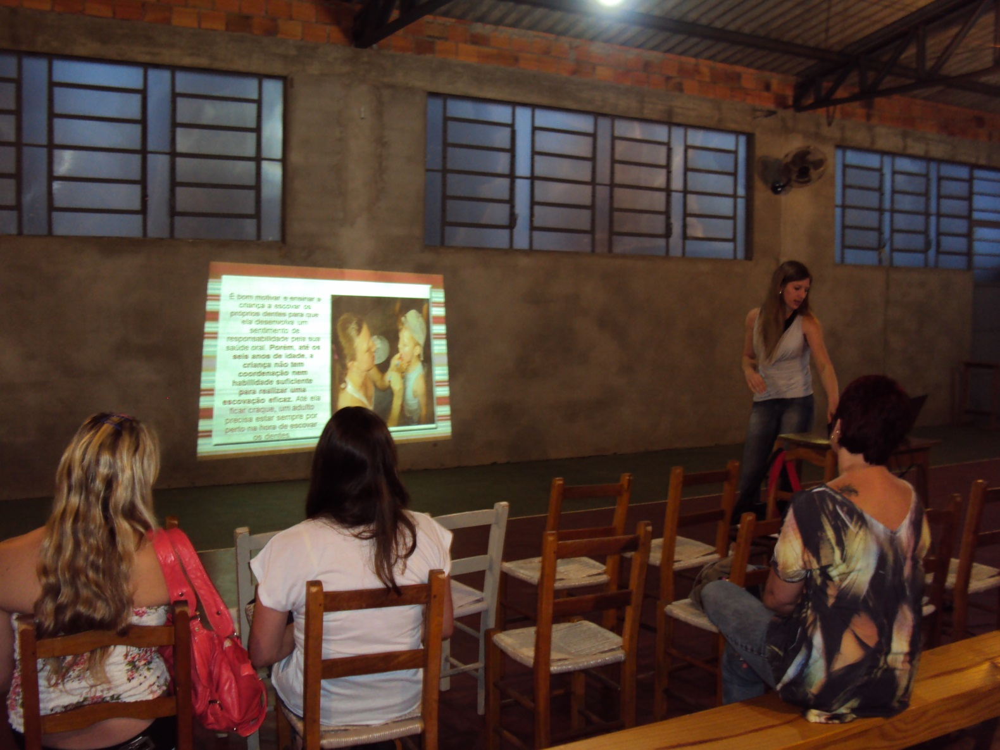 É bom motivar e ensinar a
criança a escovar os
próprios dentes para que
ela desenvolva um
sentimento de
responsabilidade pela sua
saúde oral. Porém, até os
seis anos de idade, a
criança não tem
coordenação nem
habilidade suficiente
para realizar uma
escovação eficaz. Até ela
ficar craque, um adulto
precisa estar sempre por
perto na hora de escovar
os dentes.